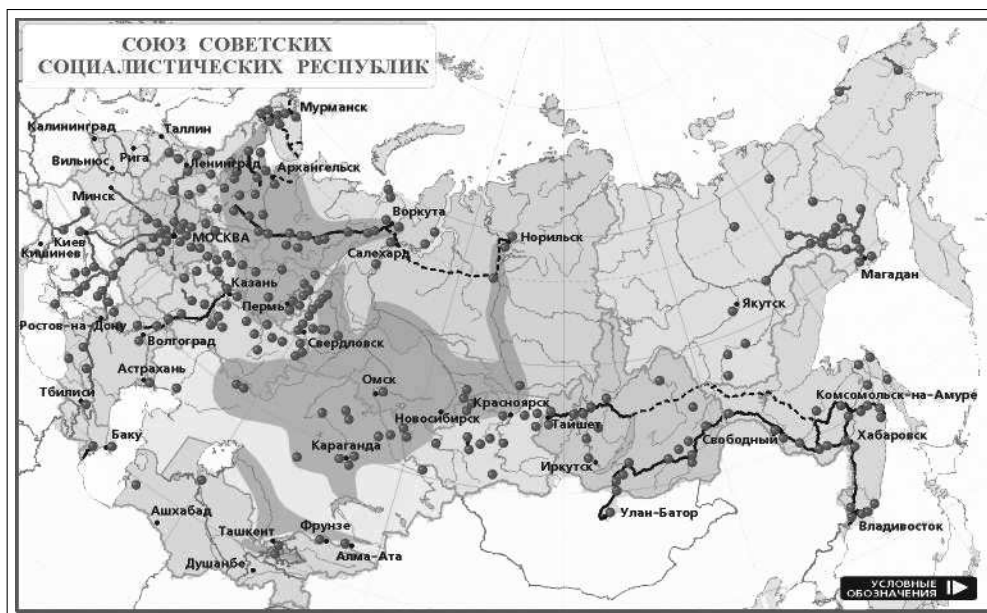 СОЮЗ СОВЕТСКИХ
СОЦИАЛИСТИЧЕСКИХ РЕСПУБЛИК
Мурманск
Калининград
Таллин
Вильнюс
Рига
Ленинград
Архангельск
Минск
Воркута
Киев
МОСКВА
Норильск
Кишинев
Салехард
Магадан
Казань
Пермь
Якутск
Ростов-на-Дону
Волгоград
Свердловск
Астрахань
Омск
Тбилиси
Новосибирск
Красноярск
Комсомольск-на-Амуре
Тайшет
Баку
Караганда
Свободный
Хабаровск
Иркутск
Ашхабад
Улан-Батор
Ташкент
Фрунзе
Владивосток
Душанбе
Алма-Ата
УСЛОВНЫЕ
ОБОЗНАЧЕНИЯ